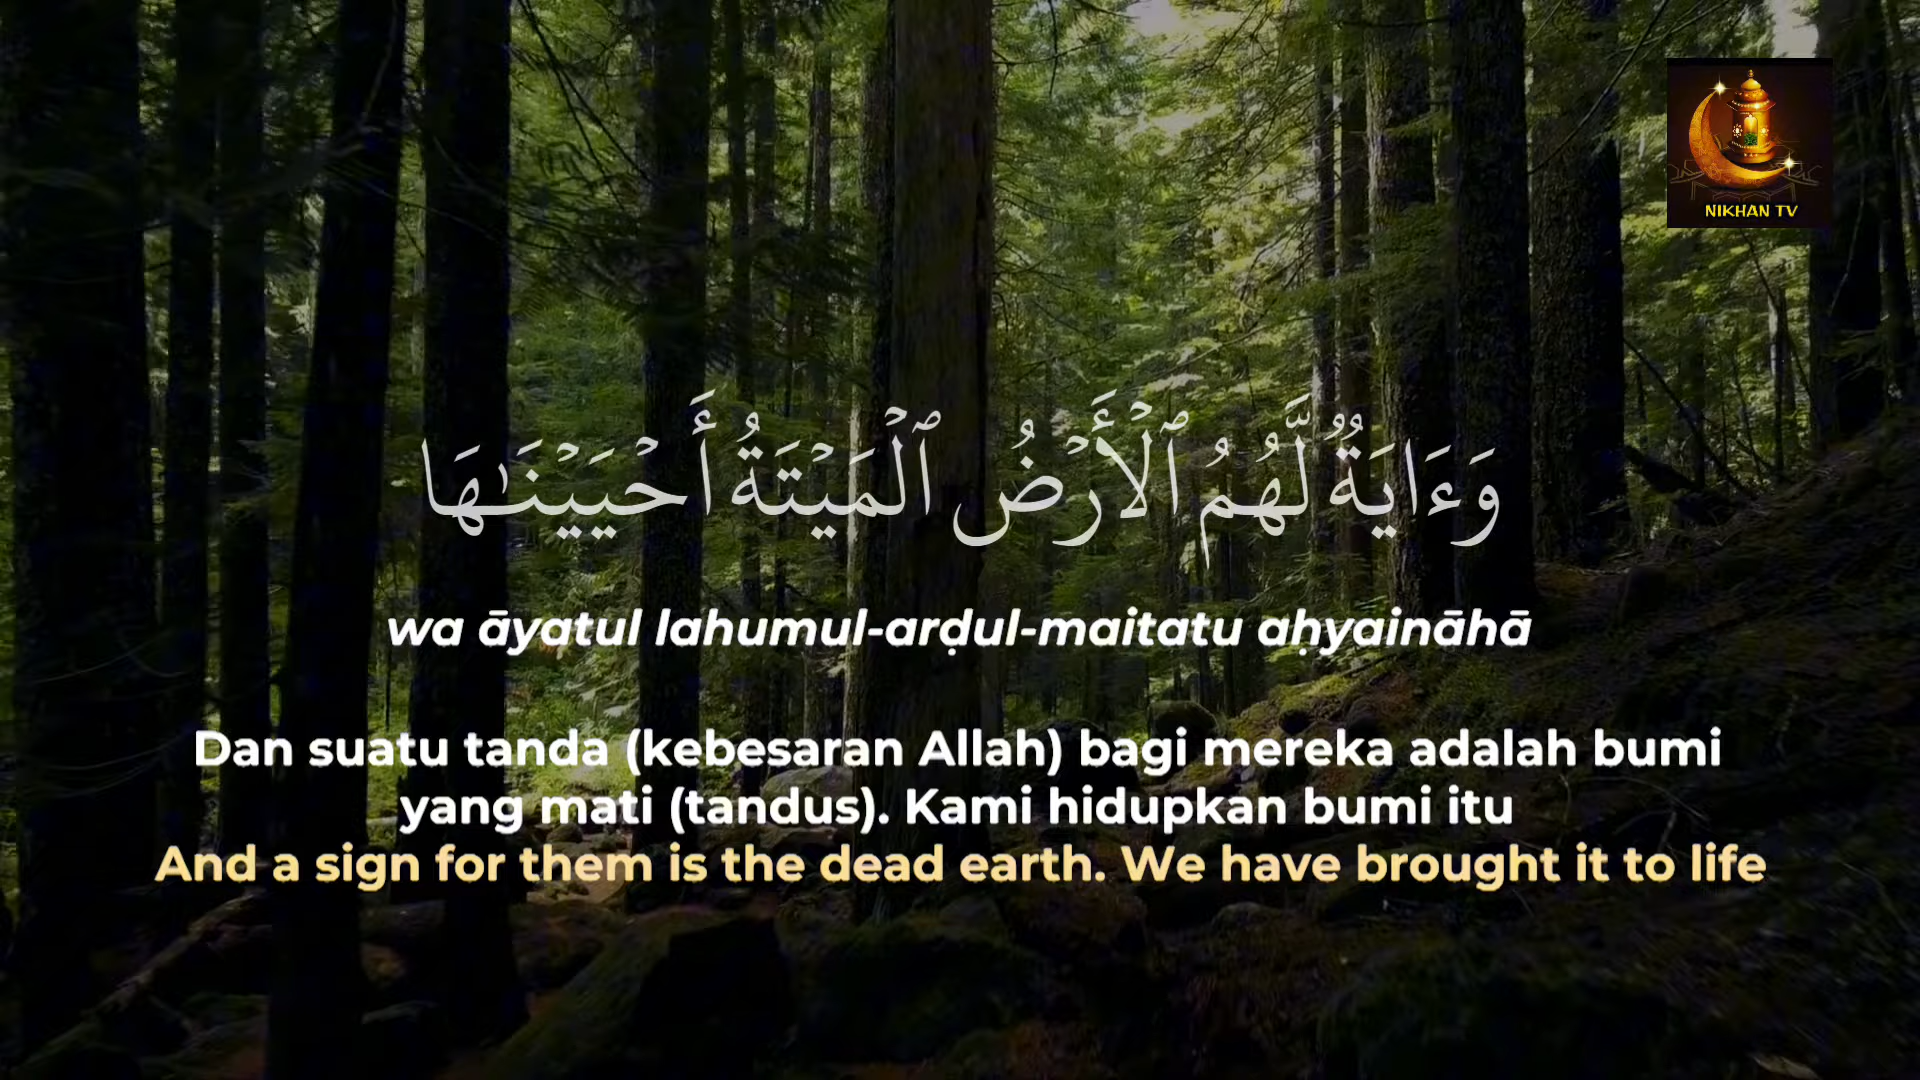 NIKHAN TV
وَءَايَةٌ لَّهُمُ ٱلْأَرْضُ ٱلْمَيْتَةُ أَحْيَيْنَـٰهَا
wa āyatul lahumul-arḍul-maitatu aḥyaināhā
Dan suatu tanda (kebesaran Allah) bagi mereka adalah bumi
yang mati (tandus). Kami hidupkan bumi itu
And a sign for them is the dead earth. We have brought it to life